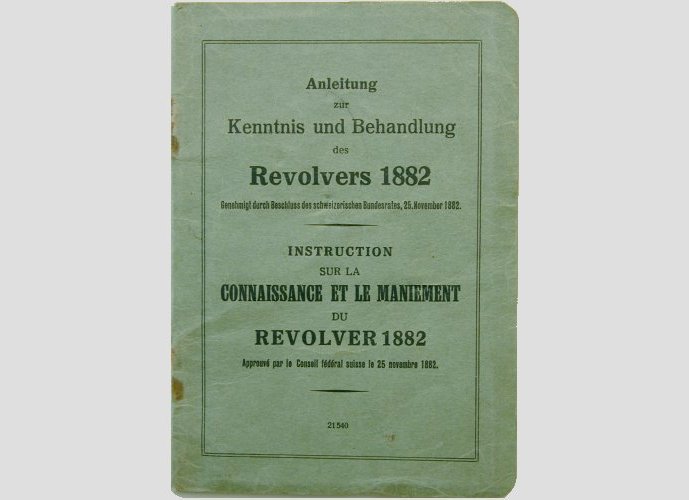 Anleitung
zur
Kenntnis und Behandlung
des
Revolvers 1882
Genehmigt durch Beschluss des schweizerischen Bundesrates, 25. November 1882.
INSTRUCTION
SUR LA
CONNAISSANCE ET LE MANIEMENT
DU
REVOLVER 1882
Approuvé par le Conseil fédéral suisse le 25 novembre 1882.
21540